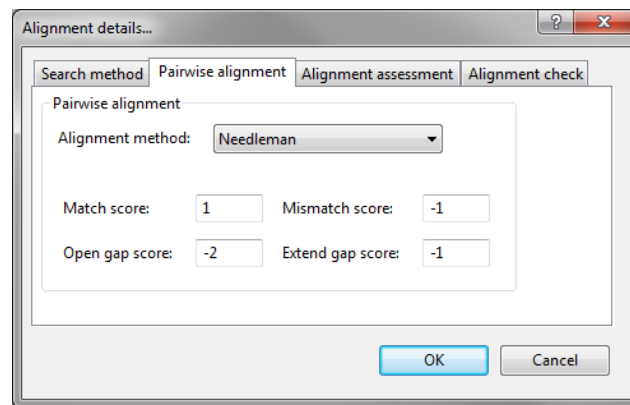 Alignment details...
?
Search method Pairwise alignment Alignment assessment Alignment check
Pairwise alignment
Alignment method: Needleman
Match score: 1 Mismatch score: -1
Open gap score: -2 Extend gap score: -1
OK Cancel